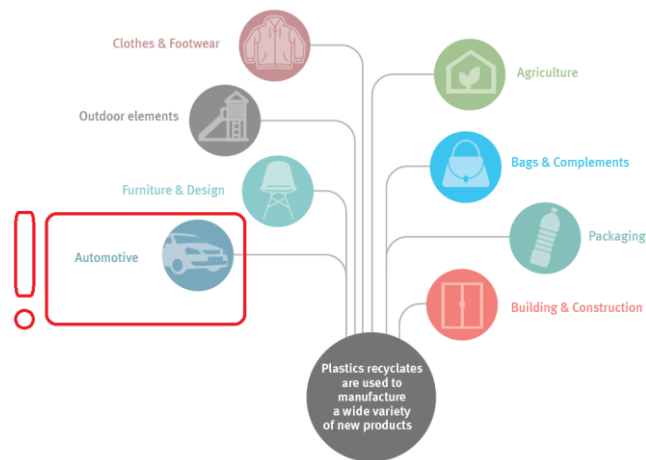 Clothes & Footwear
Agriculture
Outdoor elements
Bags & Complements
Furniture & Design
Packaging
Automotive
Building & Construction
Plastics recyclates
are used to
manufacture
a wide variety
of new products